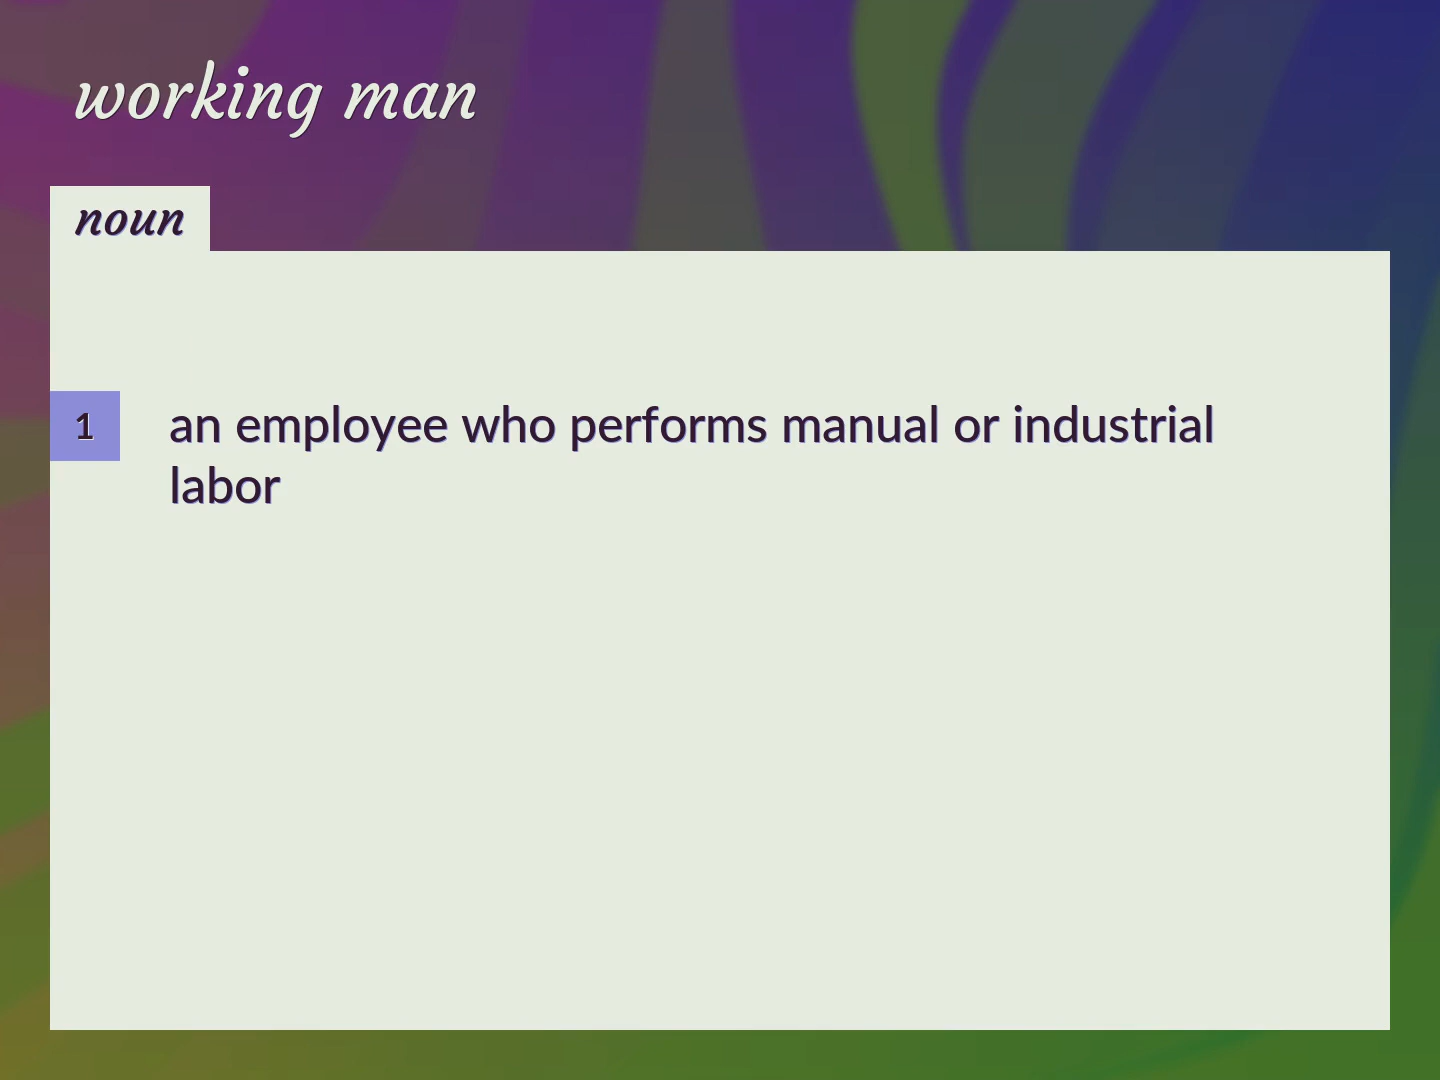 working man
noun
1
an employee who performs manual or industrial
labor